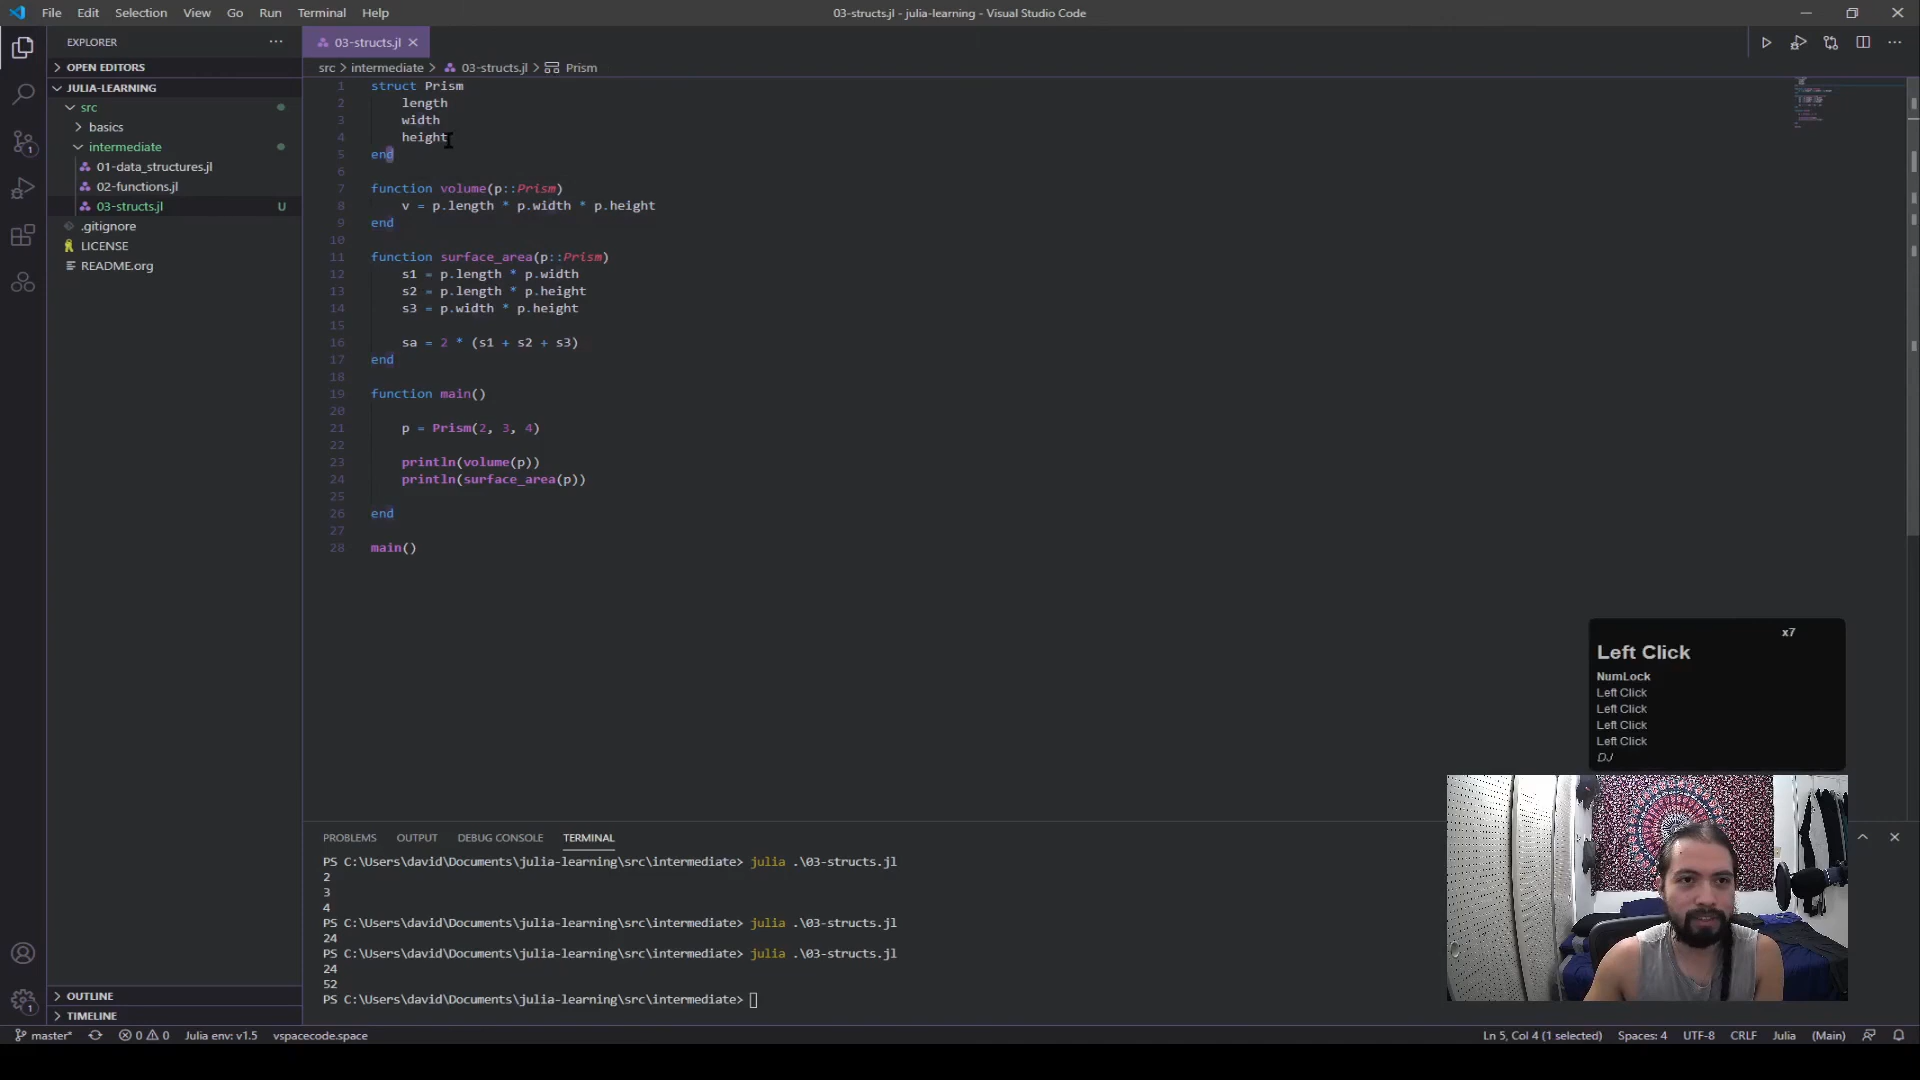 File Edit Selection View Go Run Terminal Help
03-structs.jl - julia-learning - Visual Studio Code
EXPLORER
OPEN EDITORS
JULIA-LEARNING
src
basics
intermediate
01-data_structures.jl
02-functions.jl
03-structs.jl U
.gitignore
LICENSE
README.org
OUTLINE
TIMELINE
03-structs.jl
src > intermediate > 03-structs.jl > Prism
1 struct Prism
2 length
3 width
4 height
5 end
6
7 function volume(p::Prism)
8 v = p.length * p.width * p.height
9 end
10
11 function surface_area(p::Prism)
12 s1 = p.length * p.width
13 s2 = p.length * p.height
14 s3 = p.width * p.height
15
16 sa = 2 * (s1 + s2 + s3)
17 end
18
19 function main()
20
21 p = Prism(2, 3, 4)
22
23 println(volume(p))
24 println(surface_area(p))
25
26 end
27
28 main()
x7
Left Click
NumLock
Left Click
Left Click
Left Click
Left Click
DJ
PROBLEMS OUTPUT DEBUG CONSOLE TERMINAL
PS C:\Users\david\Documents\julia-learning\src\intermediate> julia .\03-structs.jl
2
3
4
PS C:\Users\david\Documents\julia-learning\src\intermediate> julia .\03-structs.jl
24
PS C:\Users\david\Documents\julia-learning\src\intermediate> julia .\03-structs.jl
24
52
PS C:\Users\david\Documents\julia-learning\src\intermediate>
1
1
master* 0 0 Julia env: v1.5 vspacecode.space
Ln 5, Col 4 (1 selected) Spaces: 4 UTF-8 CRLF Julia (Main)